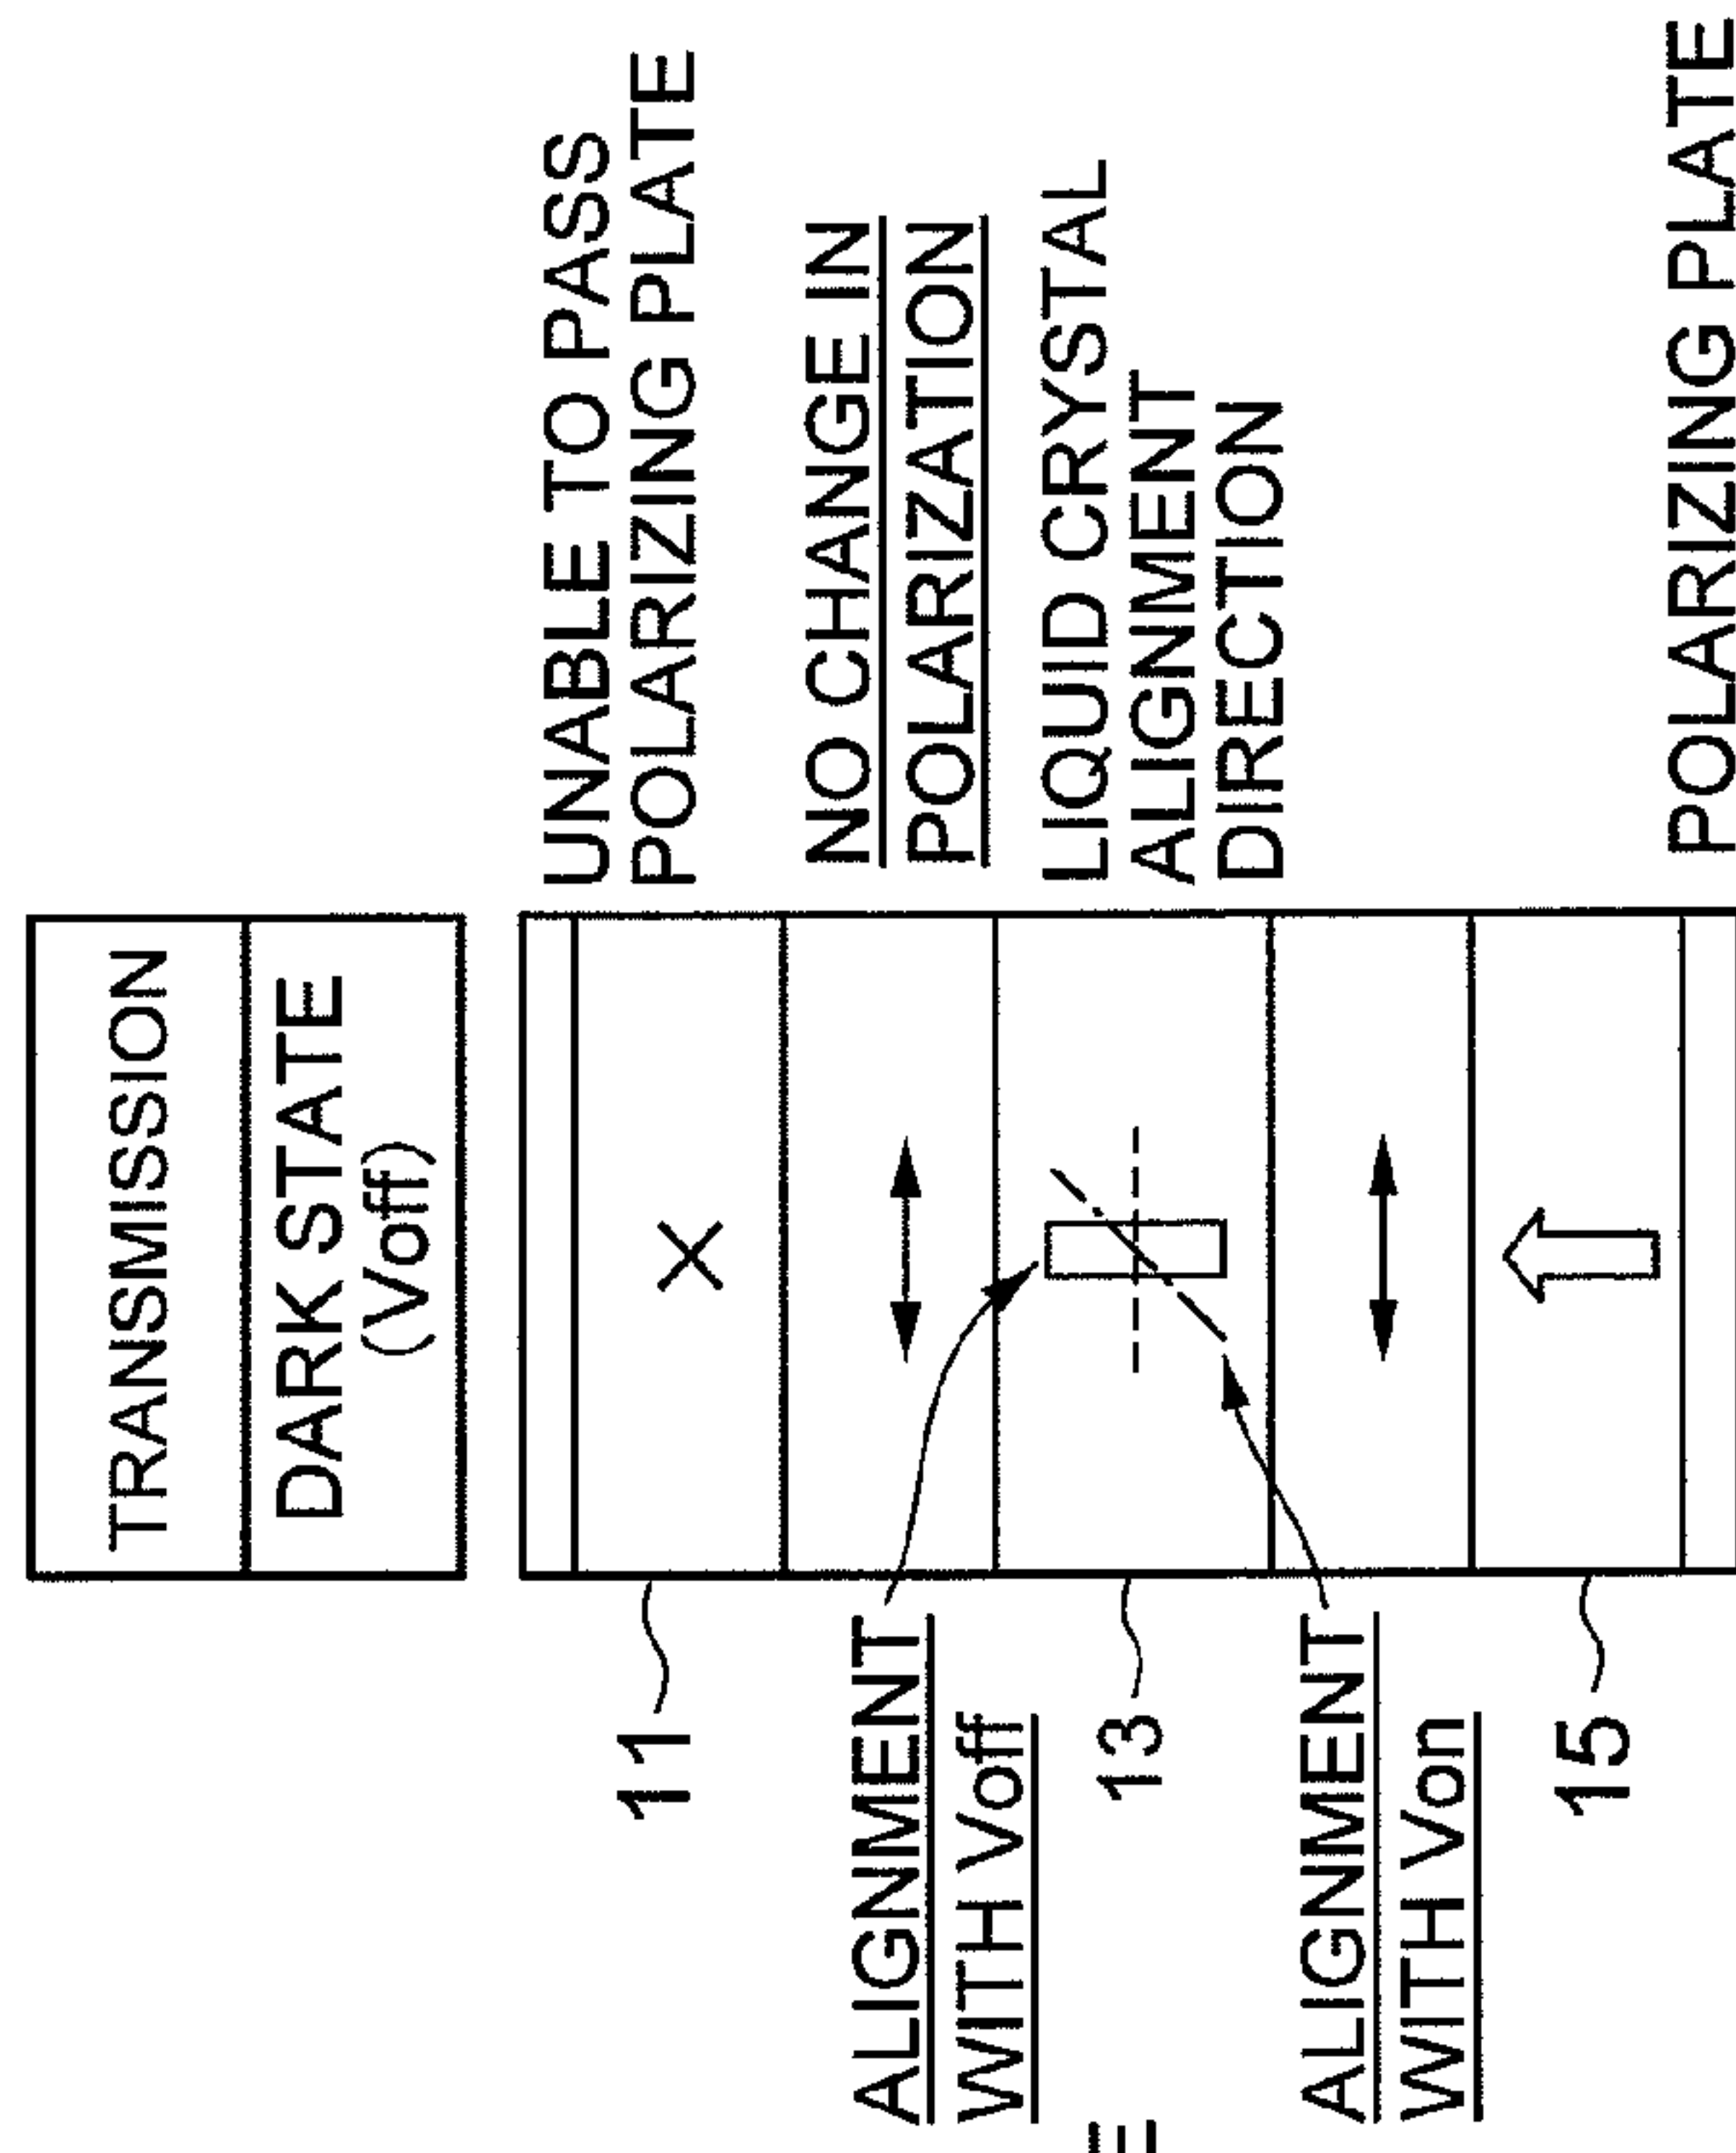 TRANSMISSION
DARK STATE
(Voff)
UNABLE TO PASS
POLARIZING PLATE
11
NO CHANGE IN
POLARIZATION
ALIGNMENT
WITH Voff
LIQUID CRYSTAL
ALIGNMENT
DIRECTION
13
ALIGNMENT
WITH Von
15
POLARIZING PLATE
E